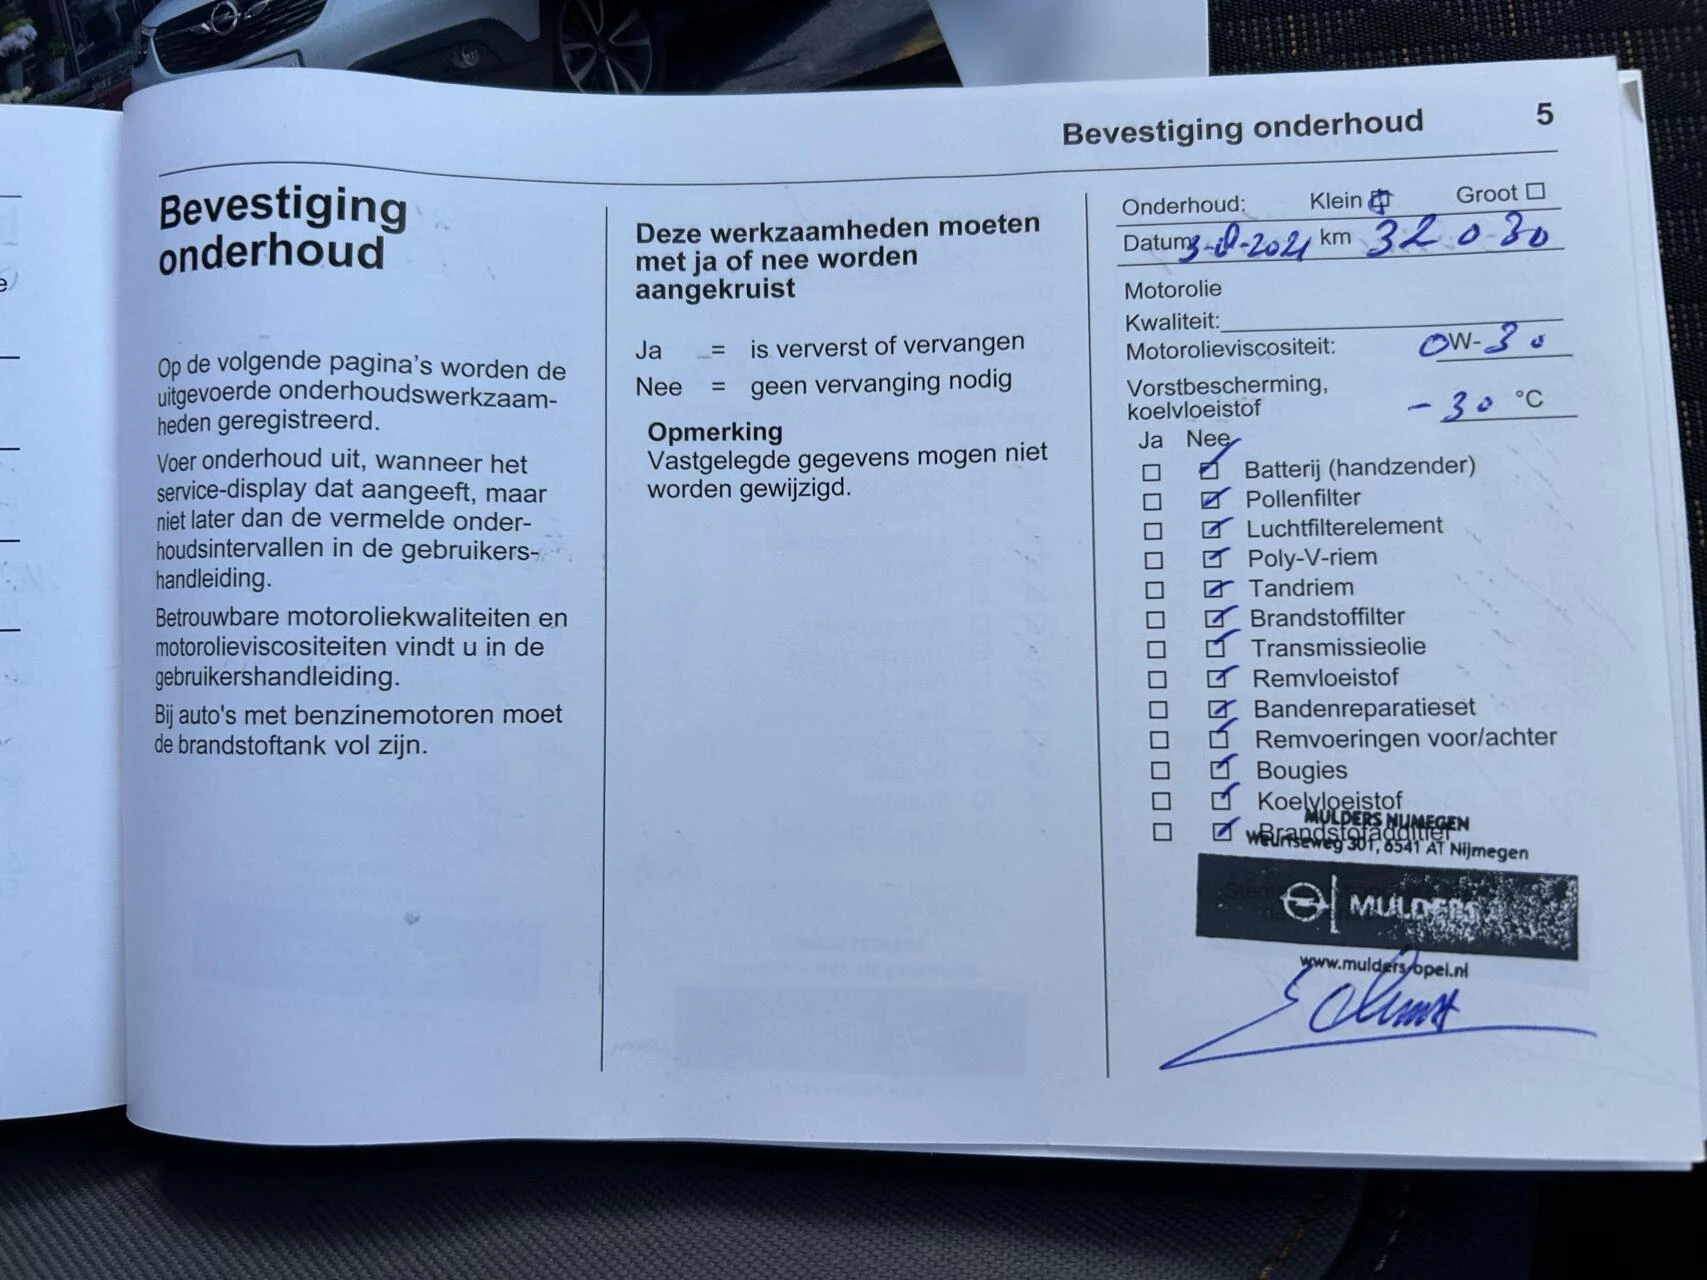 Bevestiging onderhoud 5
Bevestiging
onderhoud
Op de volgende pagina's worden de
uitgevoerde onderhoudswerkzaam-
heden geregistreerd.
Voer onderhoud uit, wanneer het
service-display dat aangeeft, maar
niet later dan de vermelde onder-
houdsintervallen in de gebruikers-
handleiding.
Betrouwbare motoroliekwaliteiten en
motorolieviscositeiten vindt u in de
gebruikershandleiding.
Bij auto's met benzinemotoren moet
de brandstoftank vol zijn.
Deze werkzaamheden moeten
met ja of nee worden
aangekruist
Ja = is ververst of vervangen
Nee = geen vervanging nodig
Opmerking
Vastgelegde gegevens mogen niet
worden gewijzigd.
Onderhoud: Klein Groot
Datum: km 32030
Motorolie
Kwaliteit:
Motorolieviscositeit: 0W-30
Vorstbescherming,
koelvloeistof -30 °C
Ja Nee
Batterij (handzender)
Pollenfilter
Luchtfilterelement
Poly-V-riem
Tandriem
Brandstoffilter
Transmissieolie
Remvloeistof
Bandenreparatieset
Remvoeringen voor/achter
Bougies
Koelvloeistof
Brandstofadditief
MULDERS NIJMEGEN
Weurtseweg 301, 6541 AT Nijmegen
MULDERS
www.mulders-opel.nl